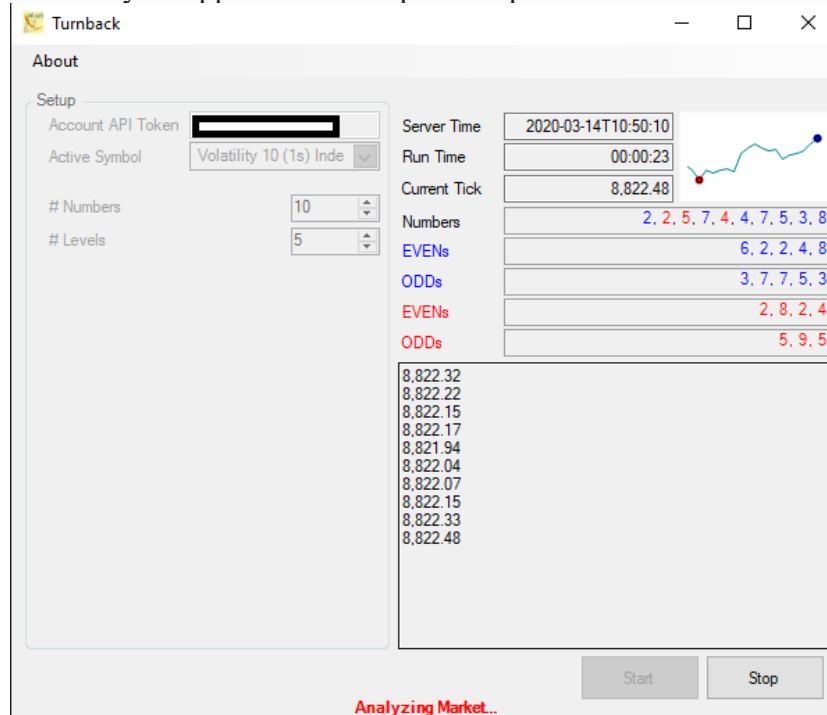 Turnback
About
Setup
Account API Token
Active Symbol Volatility 10 (1s) Inde
# Numbers 10
# Levels 5
Server Time 2020-03-14T10:50:10
Run Time 00:00:23
Current Tick 8,822.48
Numbers 2, 2, 5, 7, 4, 4, 7, 5, 3, 8
EVENs 6, 2, 2, 4, 8
ODDs 3, 7, 7, 5, 3
EVENs 2, 8, 2, 4
ODDs 5, 9, 5
8,822.32
8,822.22
8,822.15
8,822.17
8,821.94
8,822.04
8,822.07
8,822.15
8,822.33
8,822.48
Start Stop
Analyzing Market...